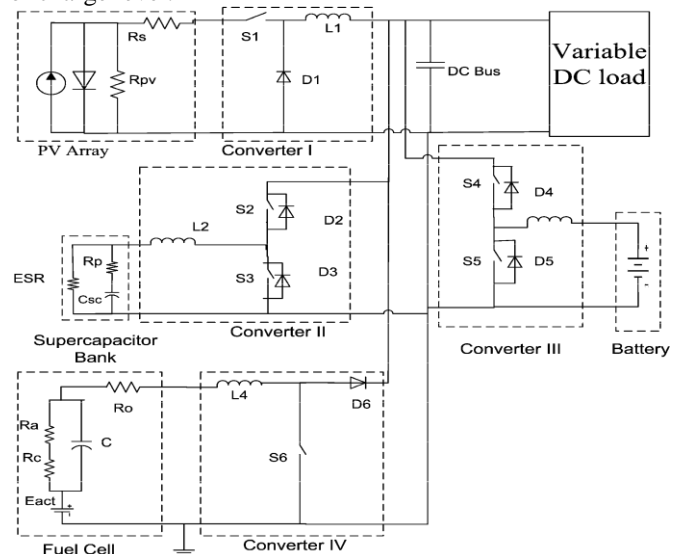 Rs
S1
L1
Rpv
D1
DC Bus
Variable
DC load
PV Array
Converter I
S2
D2
L2
S3
D3
Rp
ESR
Csc
Supercapacitor
Bank
Converter II
S4
D4
S5
D5
+
-
Converter III
Battery
Ro
L4
D6
Ra
C
Rc
S6
Eact
+
-
Fuel Cell
Converter IV